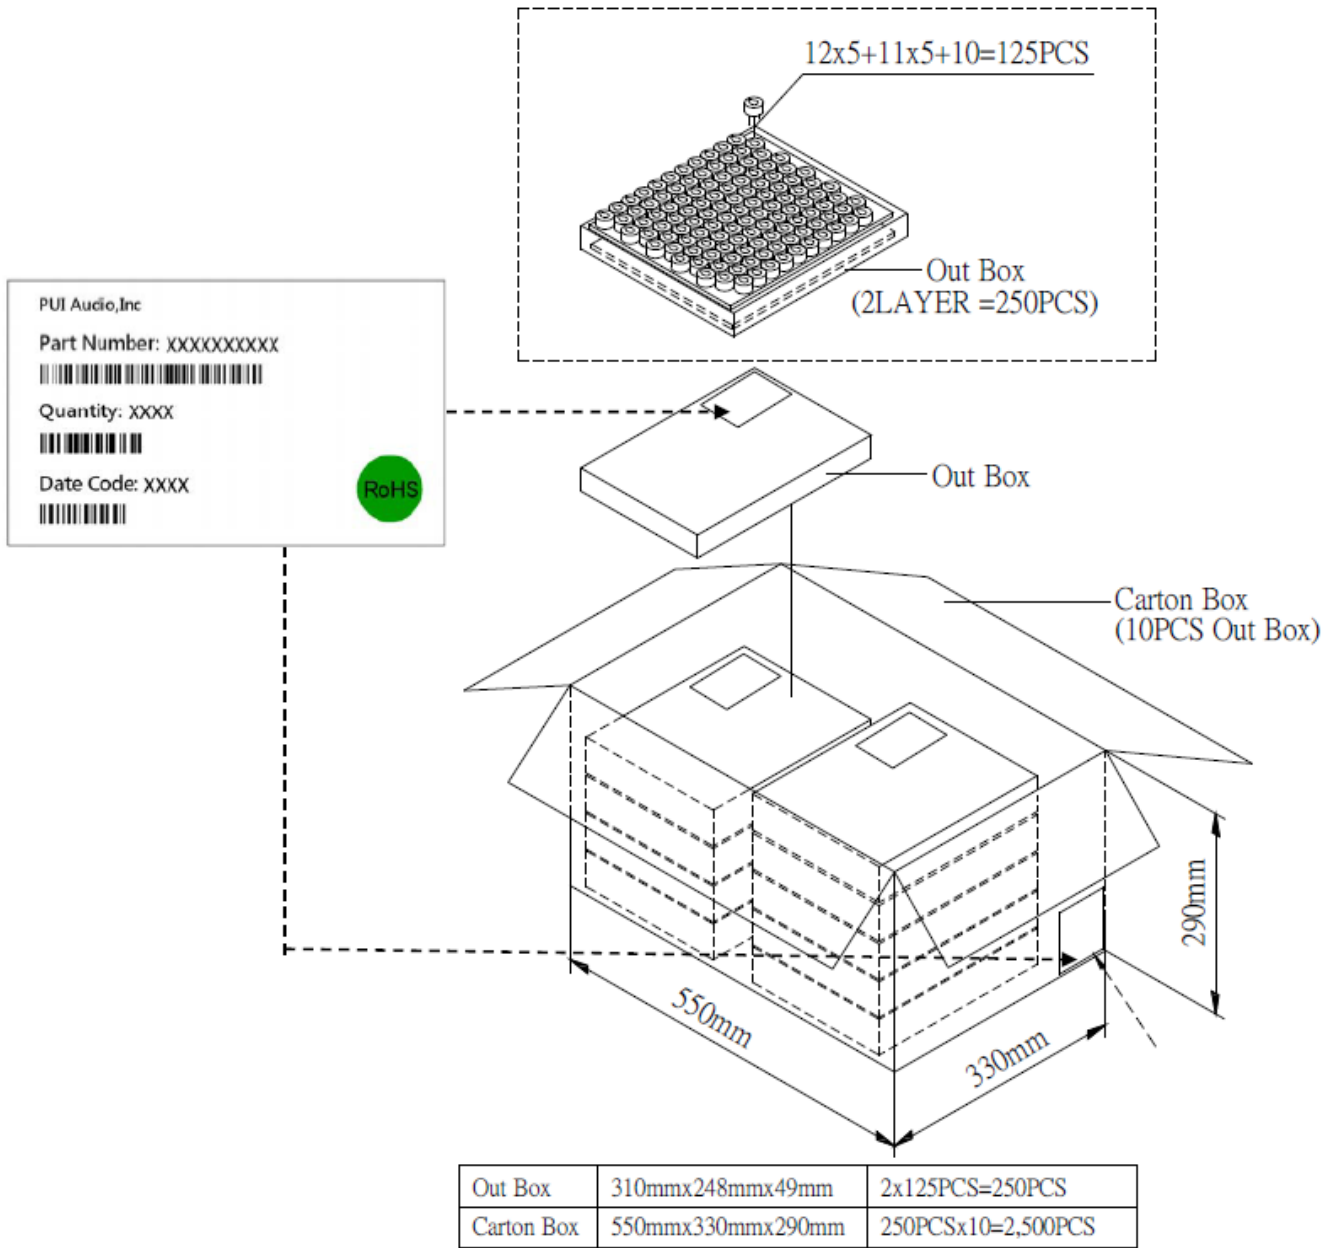 12x5+11x5+10=125PCS
Out Box
(2LAYER =250PCS)
PUI Audio,Inc
Part Number: XXXXXXXXXX
Quantity: XXXX
Date Code: XXXX
RoHS
Out Box
Carton Box
(10PCS Out Box)
290mm
550mm
330mm
Out Box 310mmx248mmx49mm 2x125PCS=250PCS
Carton Box 550mmx330mmx290mm 250PCSx10=2,500PCS